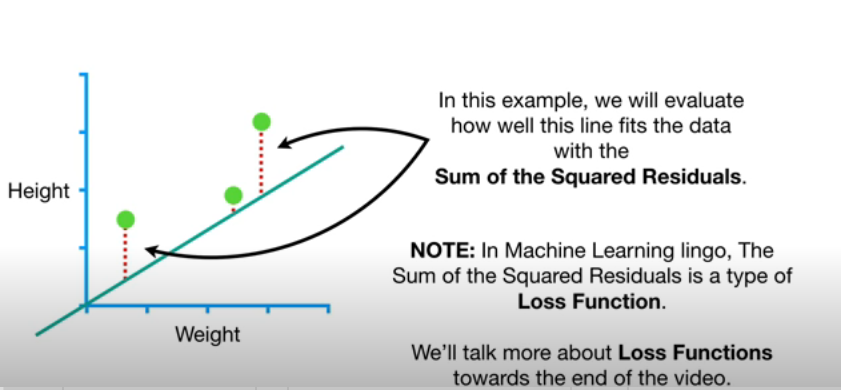 In this example, we will evaluate
how well this line fits the data
with the
Sum of the Squared Residuals.
Height
NOTE: In Machine Learning lingo, The
Sum of the Squared Residuals is a type of
Loss Function.
Weight
We'll talk more about Loss Functions
towards the end of the video.